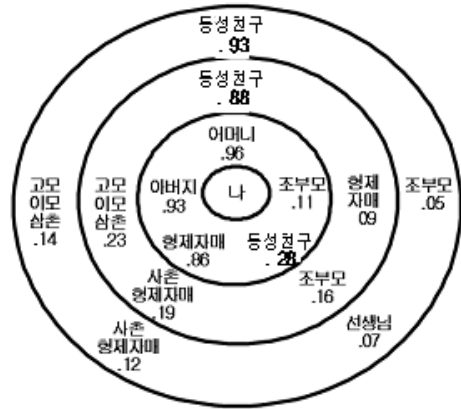 동성친구
.93
동성친구
.88
어머니
.96
나
아버지
.93
조부모
.11
형제자매
.86
동성친구
.28
고모
이모
삼촌
.23
형제
자매
09
사촌
형제자매
.19
조부모
.16
고모
이모
삼촌
.14
조부모
.05
사촌
형제자매
.12
선생님
.07